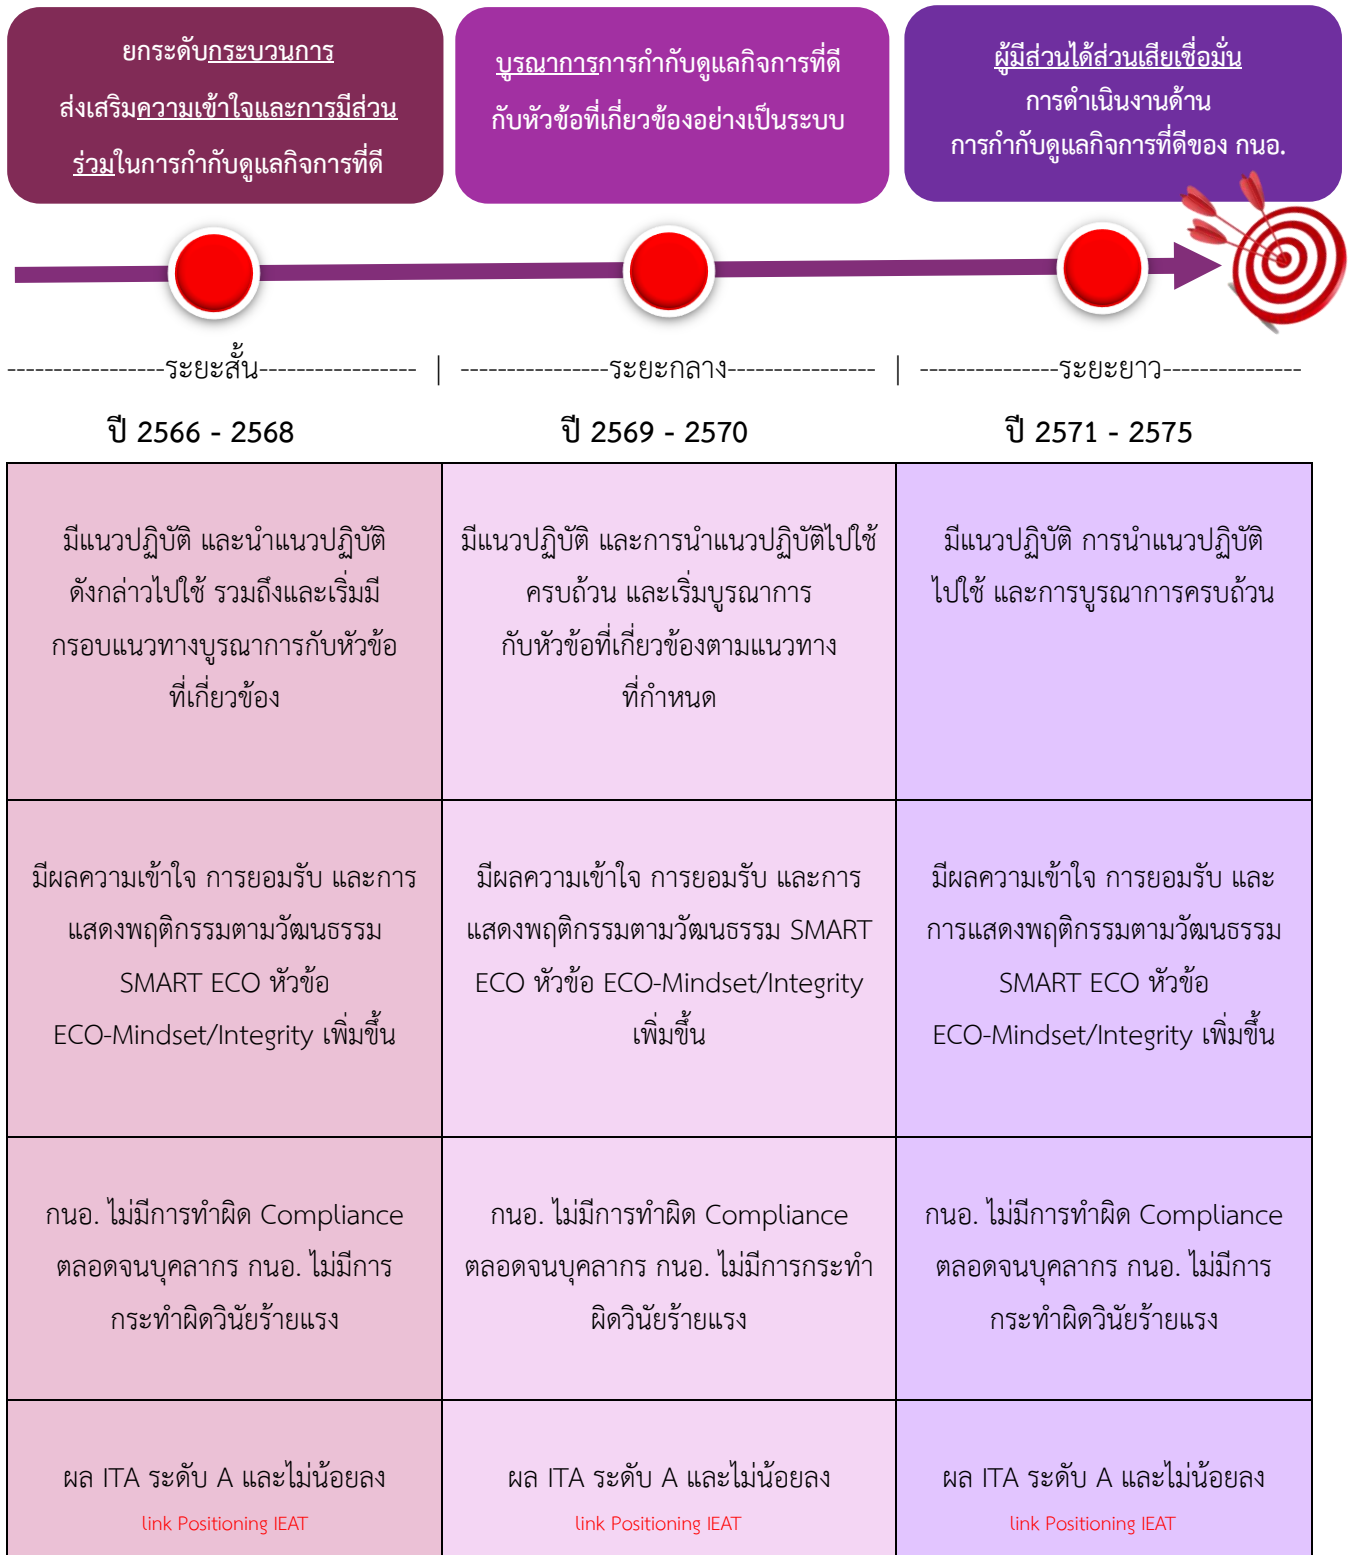 ยกระดับกระบวนการ
ส่งเสริมความเข้าใจและการมีส่วน
ร่วมในการกำกับดูแลกิจการที่ดี
บูรณาการการกำกับดูแลกิจการที่ดี
กับหัวข้อที่เกี่ยวข้องอย่างเป็นระบบ
ผู้มีส่วนได้ส่วนเสียเชื่อมั่น
การดำเนินงานด้าน
การกำกับดูแลกิจการที่ดีของ กนอ.
-----------------ระยะสั้น----------------- | ----------------ระยะกลาง---------------- | ---------------ระยะยาว---------------
ปี 2566 - 2568
ปี 2569 - 2570
ปี 2571 - 2575
มีแนวปฏิบัติ และนำแนวปฏิบัติ
ดังกล่าวไปใช้ รวมถึงและเริ่มมี
กรอบแนวทางบูรณาการกับหัวข้อ
ที่เกี่ยวข้อง
มีแนวปฏิบัติ และการนำแนวปฏิบัติไปใช้
ครบถ้วน และเริ่มบูรณาการ
กับหัวข้อที่เกี่ยวข้องตามแนวทาง
ที่กำหนด
มีแนวปฏิบัติ การนำแนวปฏิบัติ
ไปใช้ และการบูรณาการครบถ้วน
มีผลความเข้าใจ การยอมรับ และการ
แสดงพฤติกรรมตามวัฒนธรรม
SMART ECO หัวข้อ
ECO-Mindset/Integrity เพิ่มขึ้น
มีผลความเข้าใจ การยอมรับ และการ
แสดงพฤติกรรมตามวัฒนธรรม SMART
ECO หัวข้อ ECO-Mindset/Integrity
เพิ่มขึ้น
มีผลความเข้าใจ การยอมรับ และ
การแสดงพฤติกรรมตามวัฒนธรรม
SMART ECO หัวข้อ
ECO-Mindset/Integrity เพิ่มขึ้น
กนอ. ไม่มีการทำผิด Compliance
ตลอดจนบุคลากร กนอ. ไม่มีการ
กระทำผิดวินัยร้ายแรง
กนอ. ไม่มีการทำผิด Compliance
ตลอดจนบุคลากร กนอ. ไม่มีการกระทำ
ผิดวินัยร้ายแรง
กนอ. ไม่มีการทำผิด Compliance
ตลอดจนบุคลากร กนอ. ไม่มีการ
กระทำผิดวินัยร้ายแรง
ผล ITA ระดับ A และไม่น้อยลง
link Positioning IEAT
ผล ITA ระดับ A และไม่น้อยลง
link Positioning IEAT
ผล ITA ระดับ A และไม่น้อยลง
link Positioning IEAT